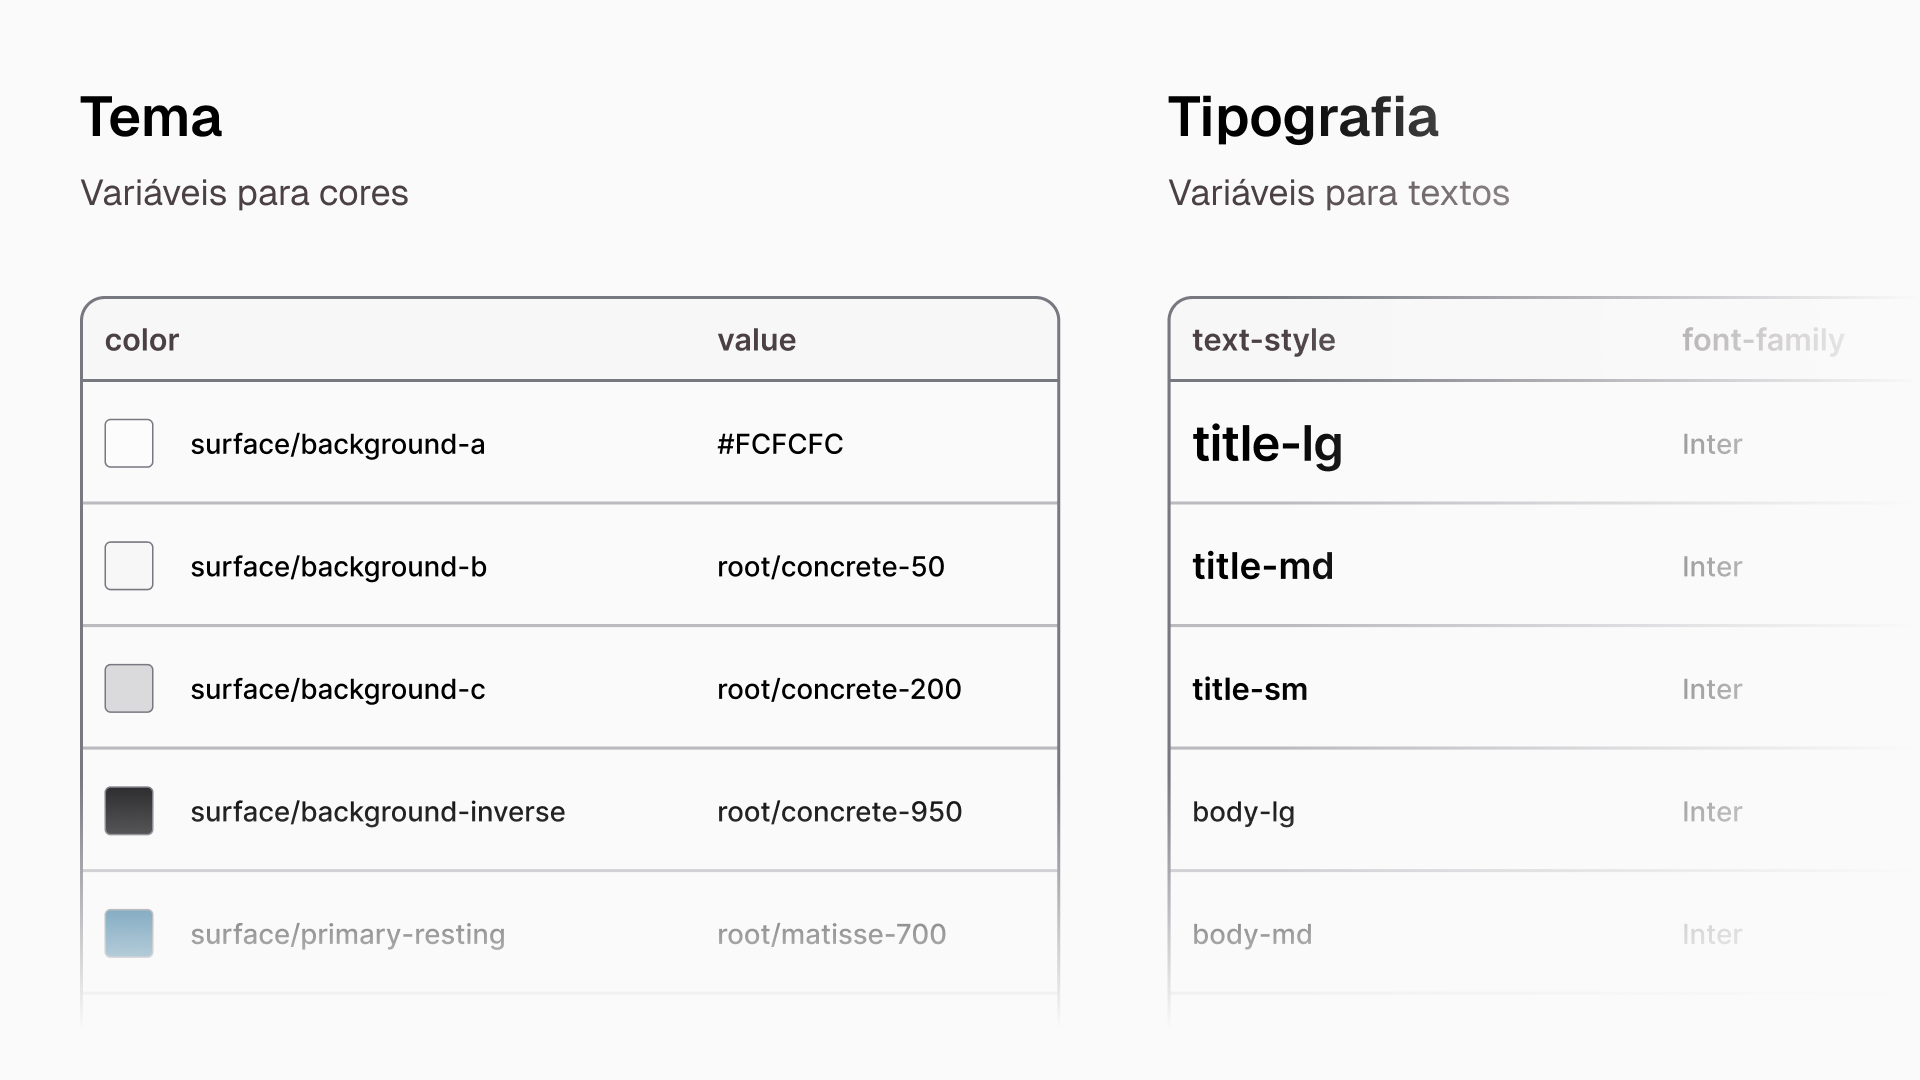 Tema
Variáveis para cores
color value
surface/background-a #FCFCFC
surface/background-b root/concrete-50
surface/background-c root/concrete-200
surface/background-inverse root/concrete-950
surface/primary-resting root/matisse-700
Tipografia
Variáveis para textos
text-style font-family
title-lg Inter
title-md Inter
title-sm Inter
body-lg Inter
body-md Inter